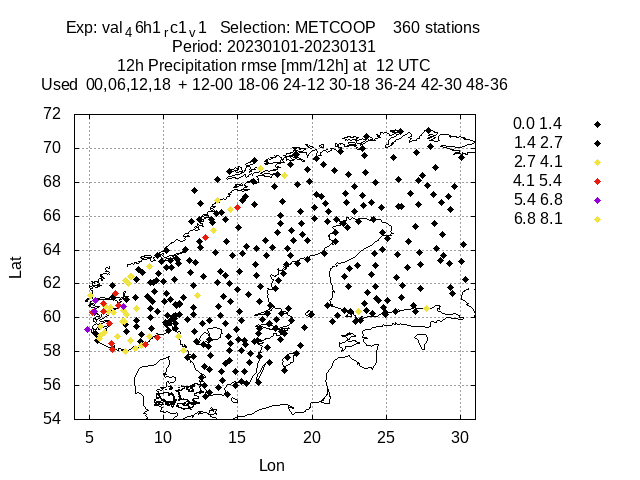 Exp: val4 6h1 r c1 v 1 Selection: METCOOP 360 stations
Period: 20230101-20230131
12h Precipitation rmse [mm/12h] at 12 UTC
Used 00,06,12,18 + 12-00 18-06 24-12 30-18 36-24 42-30 48-36
72
70
68
66
64
62
60
58
56
54
Lat
5 10 15 20 25 30
Lon
0.0 1.4
1.4 2.7
2.7 4.1
4.1 5.4
5.4 6.8
6.8 8.1